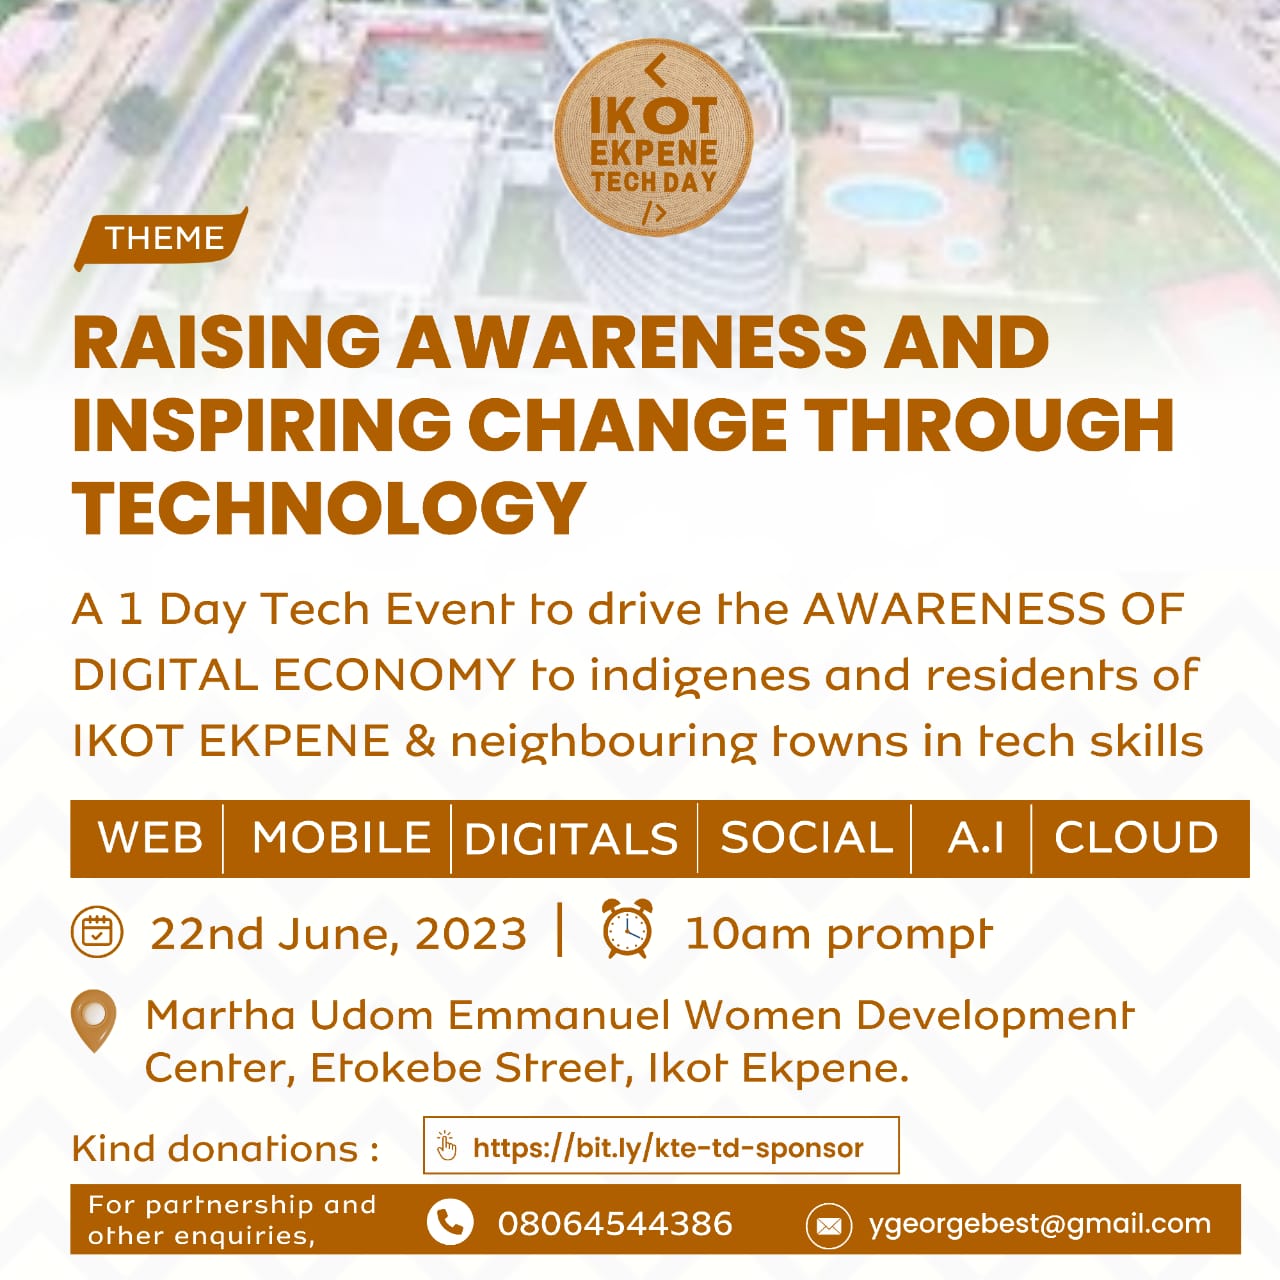 <
IKOT
EKPENE
TECH DAY
/>
THEME
RAISING AWARENESS AND
INSPIRING CHANGE THROUGH
TECHNOLOGY
A 1 Day Tech Event to drive the AWARENESS OF
DIGITAL ECONOMY to indigenes and residents of
IKOT EKPENE & neighbouring towns in tech skills
WEB MOBILE DIGITALS SOCIAL A.I CLOUD
22nd June, 2023 | 10am prompt
Martha Udom Emmanuel Women Development
Center, Etokebe Street, Ikot Ekpene.
Kind donations : https://bit.ly/kte-td-sponsor
For partnership and
other enquiries,
08064544386 ygeorgebest@gmail.com